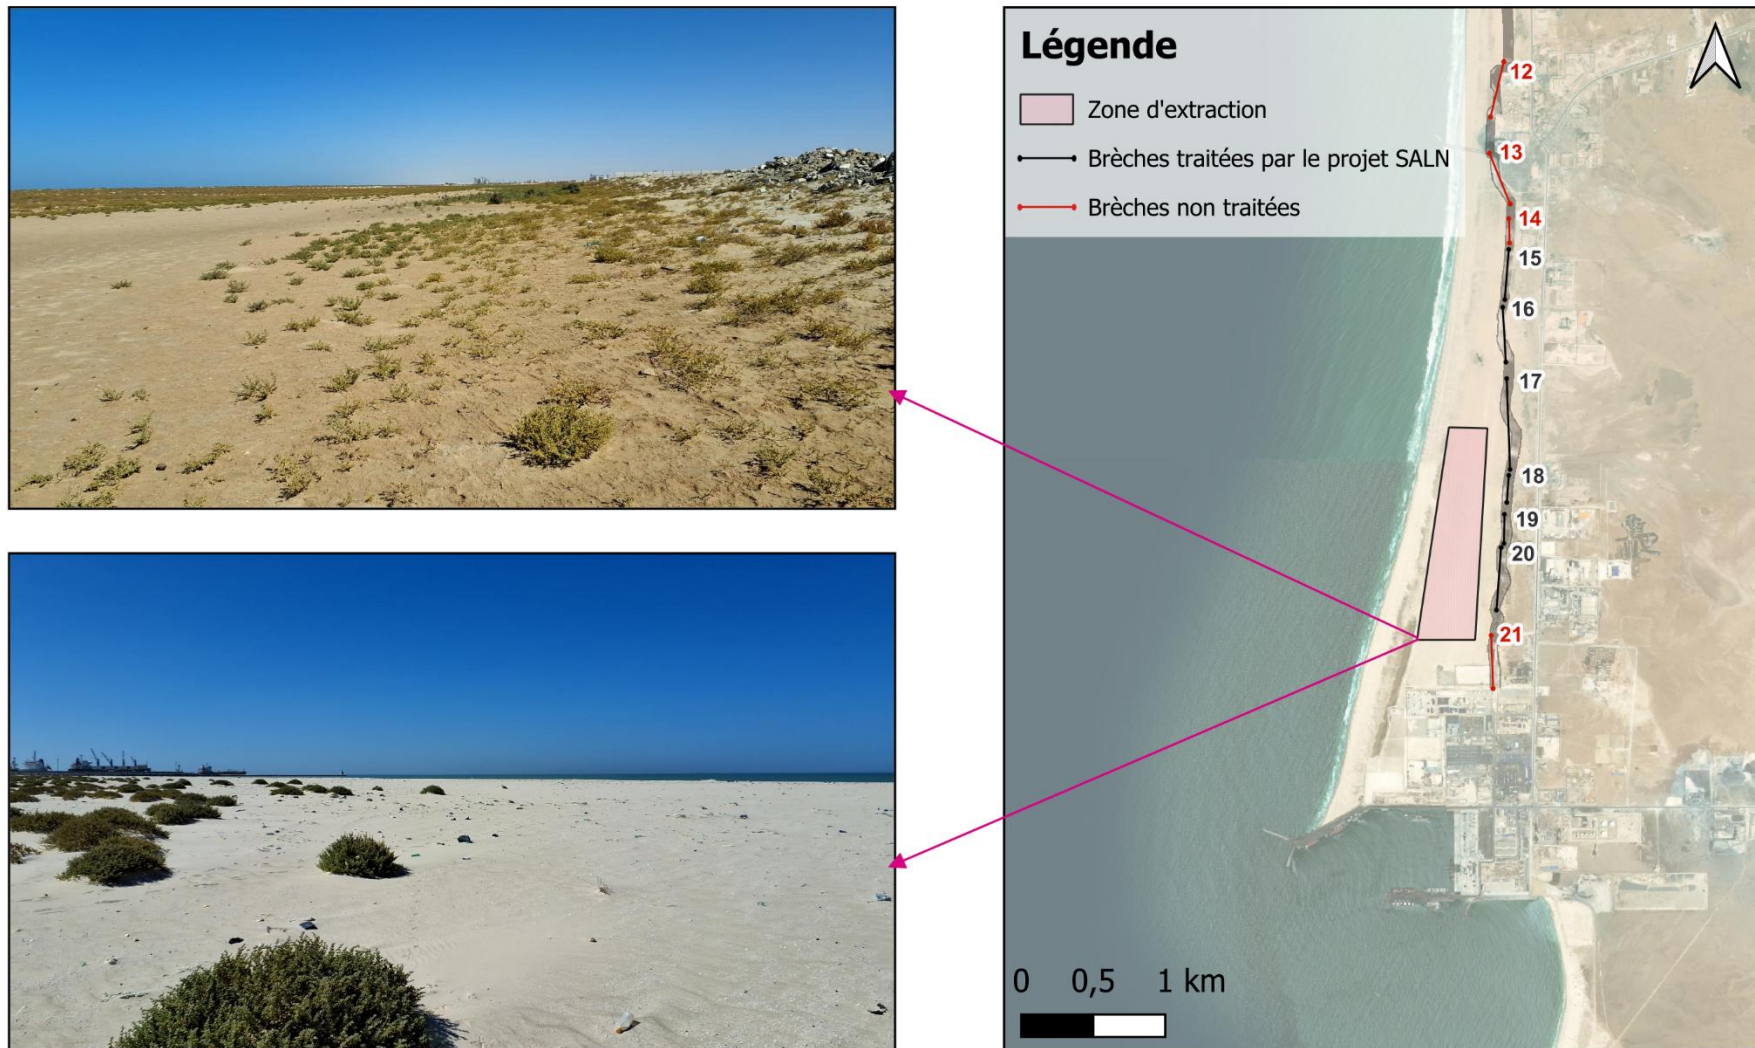 Légende
Zone d'extraction
Brèches traitées par le projet SALN
Brèches non traitées
12
13
14
15
16
17
18
19
20
21
0 0,5 1 km